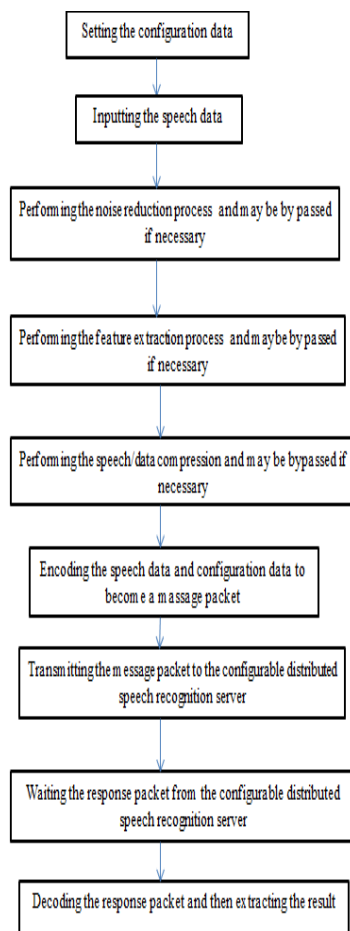 Setting the configuration data
Inputting the speech data
Performing the noise reduction process and may be by passed
if necessary
Performing the feature extraction process and may be by passed
if necessary
Performing the speech/data compression and may be bypassed if
necessary
Encoding the speech data and configuration data to
become a massage packet
Transmitting the message packet to the configurable distributed
speech recognition server
Waiting the response packet from the configurable distributed
speech recognition server
Decoding the response packet and then extracting the result